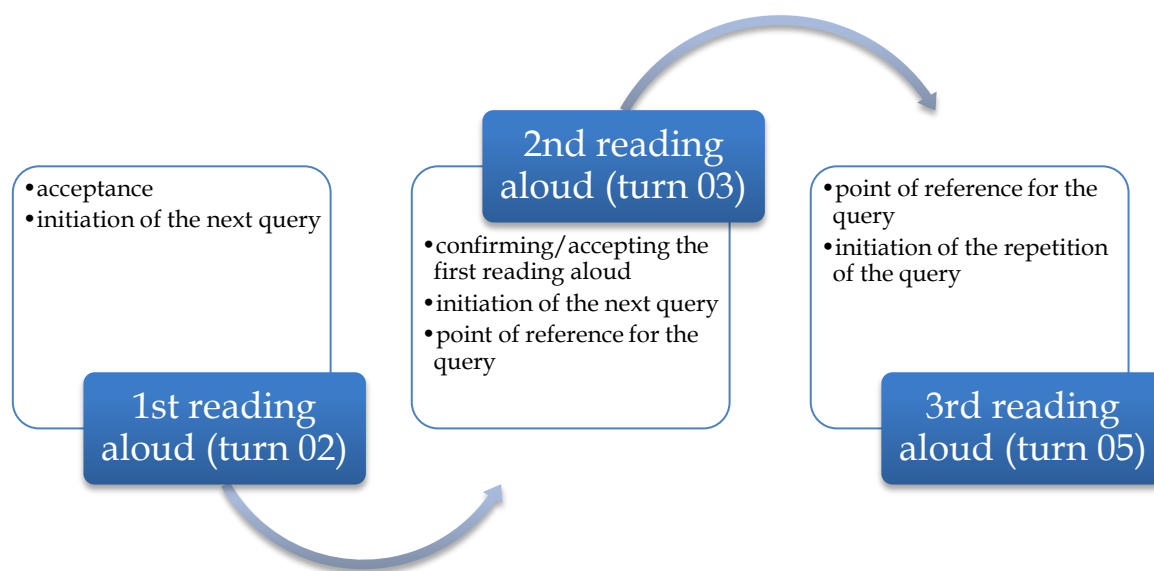 •acceptance
•initiation of the next query
1st reading
aloud (turn 02)
2nd reading
aloud (turn 03)
•confirming/accepting the
first reading aloud
•initiation of the next query
•point of reference for the
query
•point of reference for the
query
•initiation of the repetition
of the query
3rd reading
aloud (turn 05)